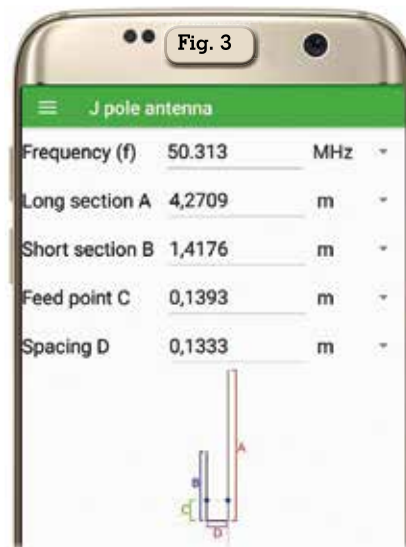 Fig. 3
J pole antenna
Frequency (f) 50.313 MHz
Long section A 4,2709 m
Short section B 1,4176 m
Feed point C 0,1393 m
Spacing D 0,1333 m
A
B
C
D